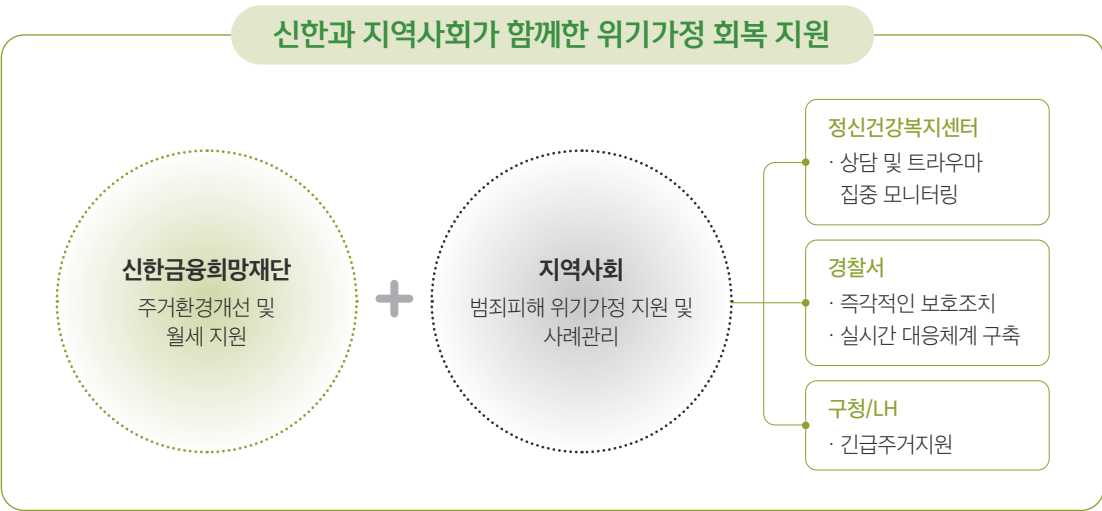 신한과 지역사회가 함께한 위기가정 회복 지원
신한금융희망재단
주거환경개선 및
월세 지원
+
지역사회
범죄피해 위기가정 지원 및
사례관리
정신건강복지센터
· 상담 및 트라우마
집중 모니터링
경찰서
· 즉각적인 보호조치
· 실시간 대응체계 구축
구청/LH
· 긴급주거지원